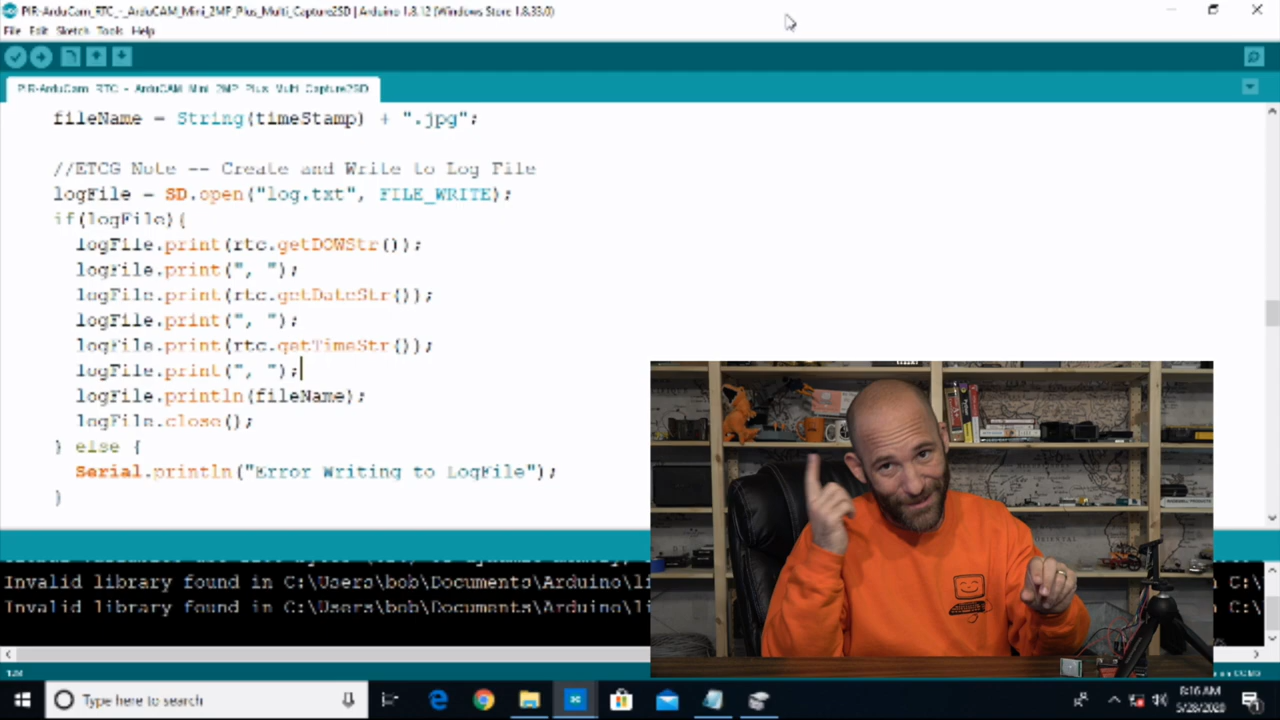 PIR-ArduCam_RTC_-_ArduCAM_Mini_2MP_Plus_Multi_Capture2SD | Arduino 1.8.12 (Windows Store 1.8.33.0)
File Edit Sketch Tools Help
PIR-ArduCam_RTC_-_ArduCAM_Mini_2MP_Plus_Multi_Capture2SD
fileName = String(timeStamp) + ".jpg";
//ETCG Note -- Create and Write to Log File
logFile = SD.open("log.txt", FILE_WRITE);
if(logFile){
logFile.print(rtc.getDOWStr());
logFile.print(", ");
logFile.print(rtc.getDateStr());
logFile.print(", ");
logFile.print(rtc.getTimeStr());
logFile.print(", ");
logFile.println(fileName);
logFile.close();
} else {
Serial.println("Error Writing to LogFile");
}
Invalid library found in C:\Users\bob\Documents\Arduino\li C:\
Invalid library found in C:\Users\bob\Documents\Arduino\li C:\
Type here to search
8:16 AM
5/28/2020